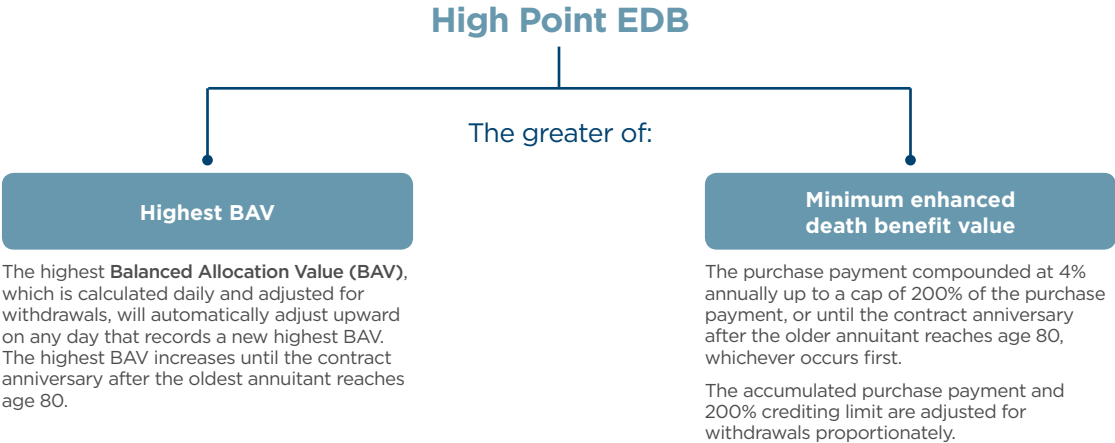 High Point EDB
The greater of:
Highest BAV
The highest Balanced Allocation Value (BAV),
which is calculated daily and adjusted for
withdrawals, will automatically adjust upward
on any day that records a new highest BAV.
The highest BAV increases until the contract
anniversary after the oldest annuitant reaches
age 80.
Minimum enhanced
death benefit value
The purchase payment compounded at 4%
annually up to a cap of 200% of the purchase
payment, or until the contract anniversary
after the older annuitant reaches age 80,
whichever occurs first.
The accumulated purchase payment and
200% crediting limit are adjusted for
withdrawals proportionately.